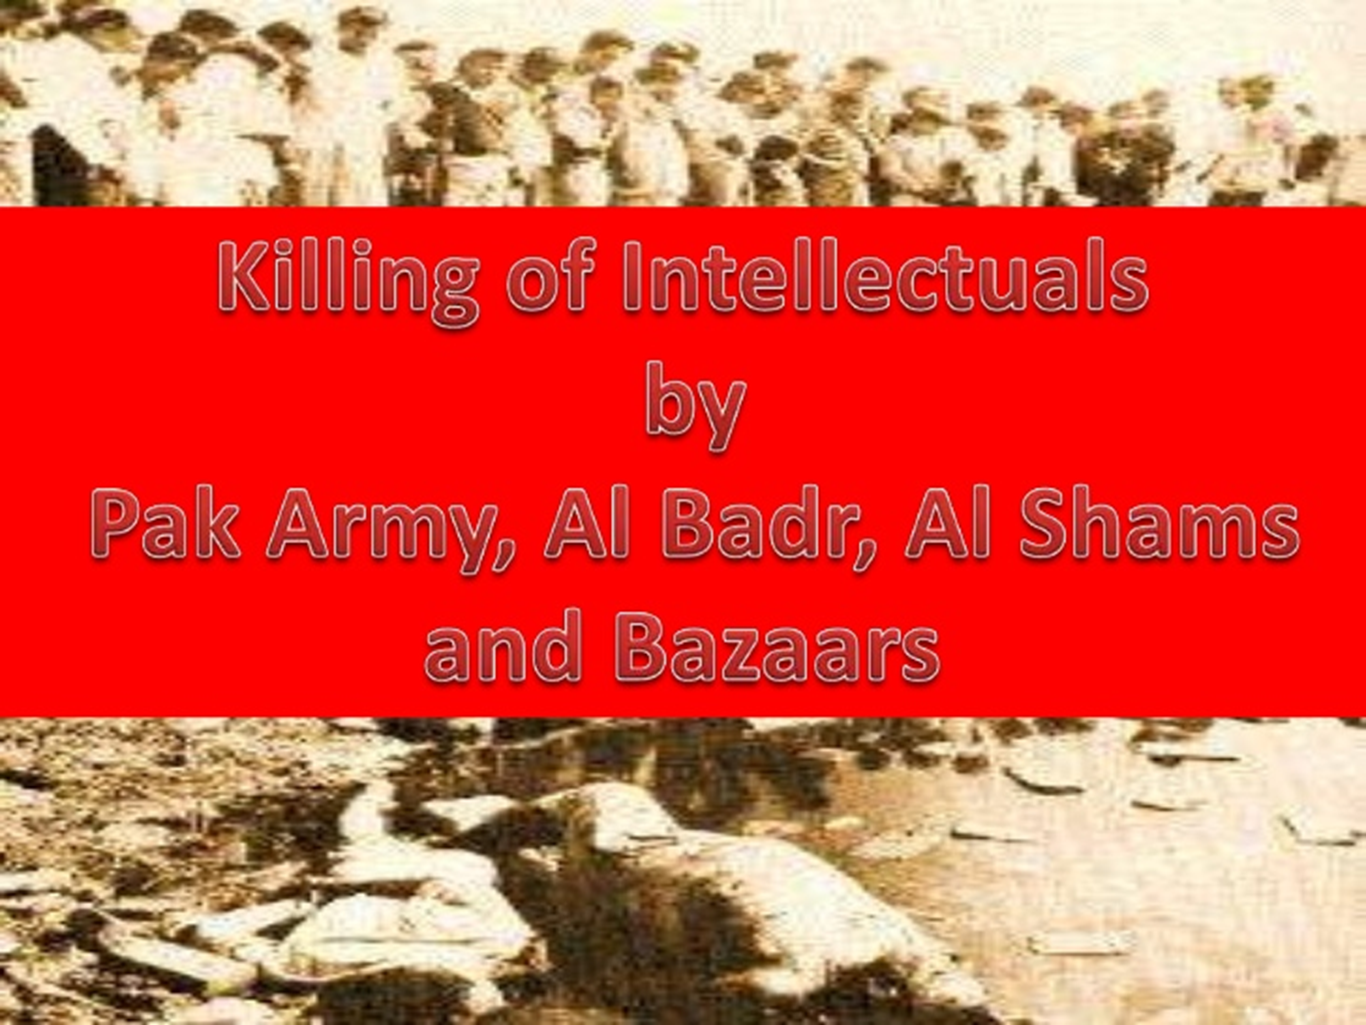 Killing of Intellectuals
by
Pak Army, Al Badr, Al Shams
and Bazaars